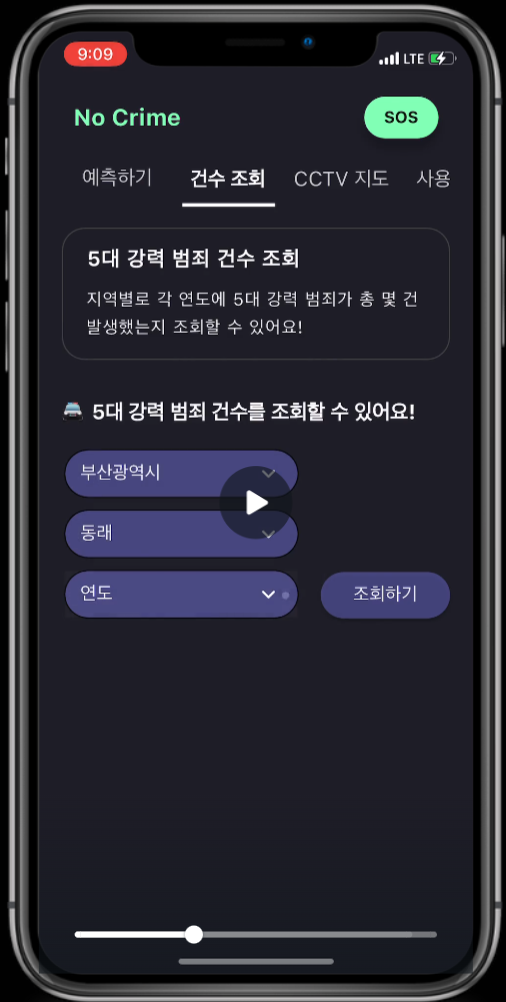 9:09
LTE
No Crime
SOS
예측하기 건수 조회 CCTV 지도 사용
5대 강력 범죄 건수 조회
지역별로 각 연도에 5대 강력 범죄가 총 몇 건
발생했는지 조회할 수 있어요!
5대 강력 범죄 건수를 조회할 수 있어요!
부산광역시
동래
연도
조회하기